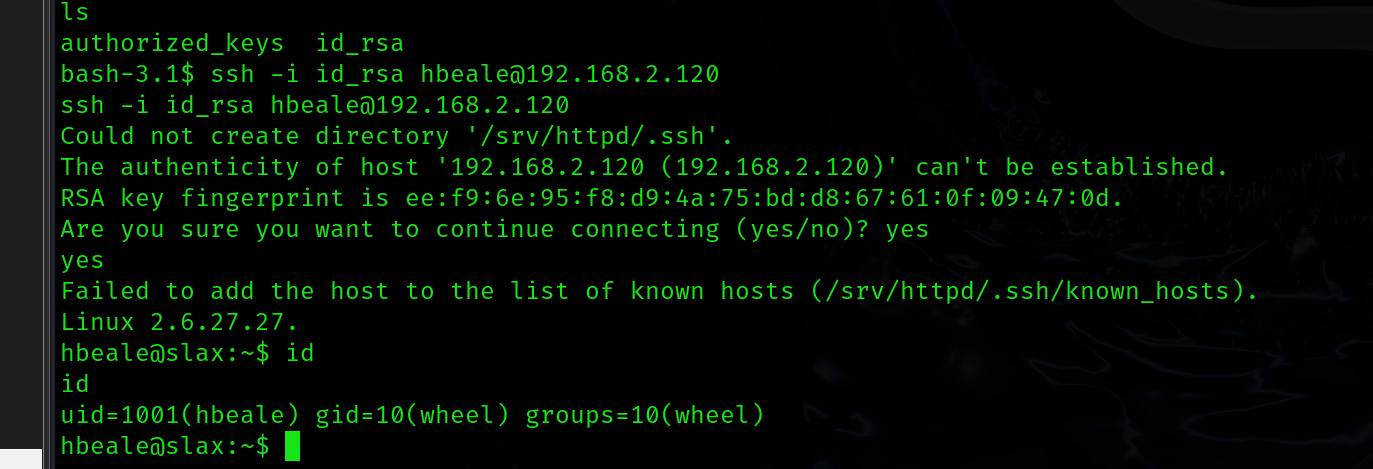 ls
authorized_keys  id_rsa
bash-3.1$ ssh -i id_rsa hbeale@192.168.2.120
ssh -i id_rsa hbeale@192.168.2.120
Could not create directory '/srv/httpd/.ssh'.
The authenticity of host '192.168.2.120 (192.168.2.120)' can't be established.
RSA key fingerprint is ee:f9:6e:95:f8:d9:4a:75:bd:d8:67:61:0f:09:47:0d.
Are you sure you want to continue connecting (yes/no)? yes
yes
Failed to add the host to the list of known hosts (/srv/httpd/.ssh/known_hosts).
Linux 2.6.27.27.
hbeale@slax:~$ id
id
uid=1001(hbeale) gid=10(wheel) groups=10(wheel)
hbeale@slax:~$